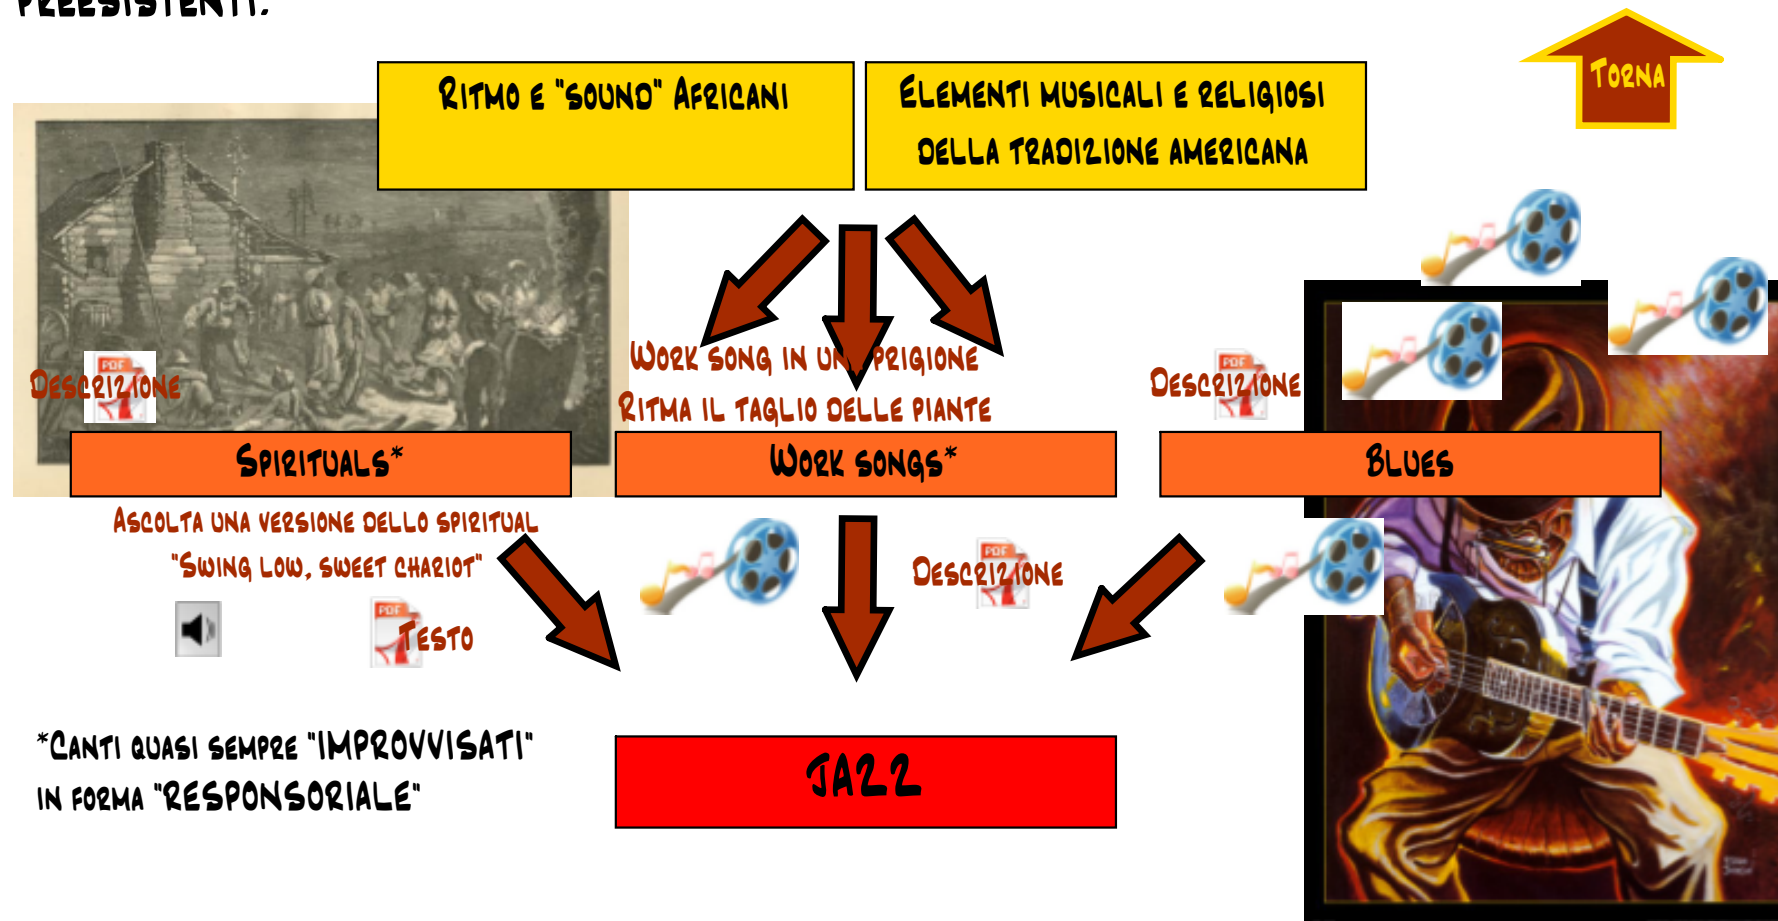 PREESISTENTI.
TORNA
RITMO E "SOUND" AFRICANI
ELEMENTI MUSICALI E RELIGIOSI
DELLA TRADIZIONE AMERICANA
WORK SONG IN UNA PRIGIONE
RITMA IL TAGLIO DELLE PIANTE
DESCRIZIONE
DESCRIZIONE
SPIRITUALS*
WORK SONGS*
BLUES
ASCOLTA UNA VERSIONE DELLO SPIRITUAL
"SWING LOW, SWEET CHARIOT"
DESCRIZIONE
TESTO
*CANTI QUASI SEMPRE "IMPROVVISATI"
IN FORMA "RESPONSORIALE"
JAZZ